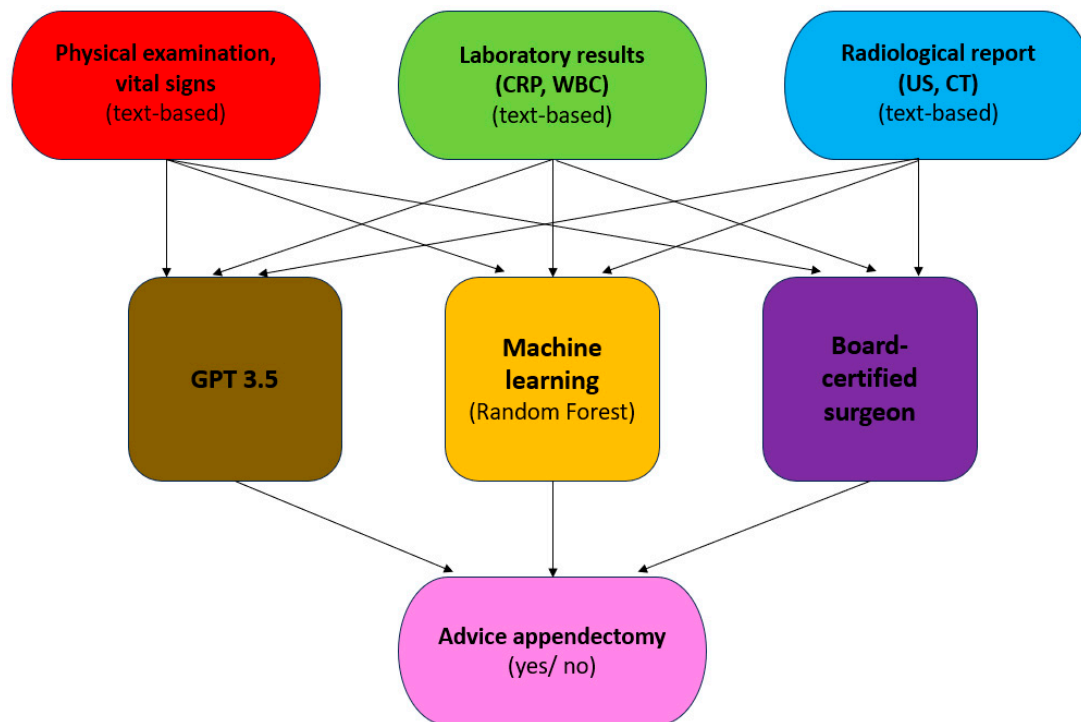 Physical examination,
vital signs
(text-based)
Laboratory results
(CRP, WBC)
(text-based)
Radiological report
(US, CT)
(text-based)
GPT 3.5
Machine
learning
(Random Forest)
Board-
certified
surgeon
Advice appendectomy
(yes/ no)